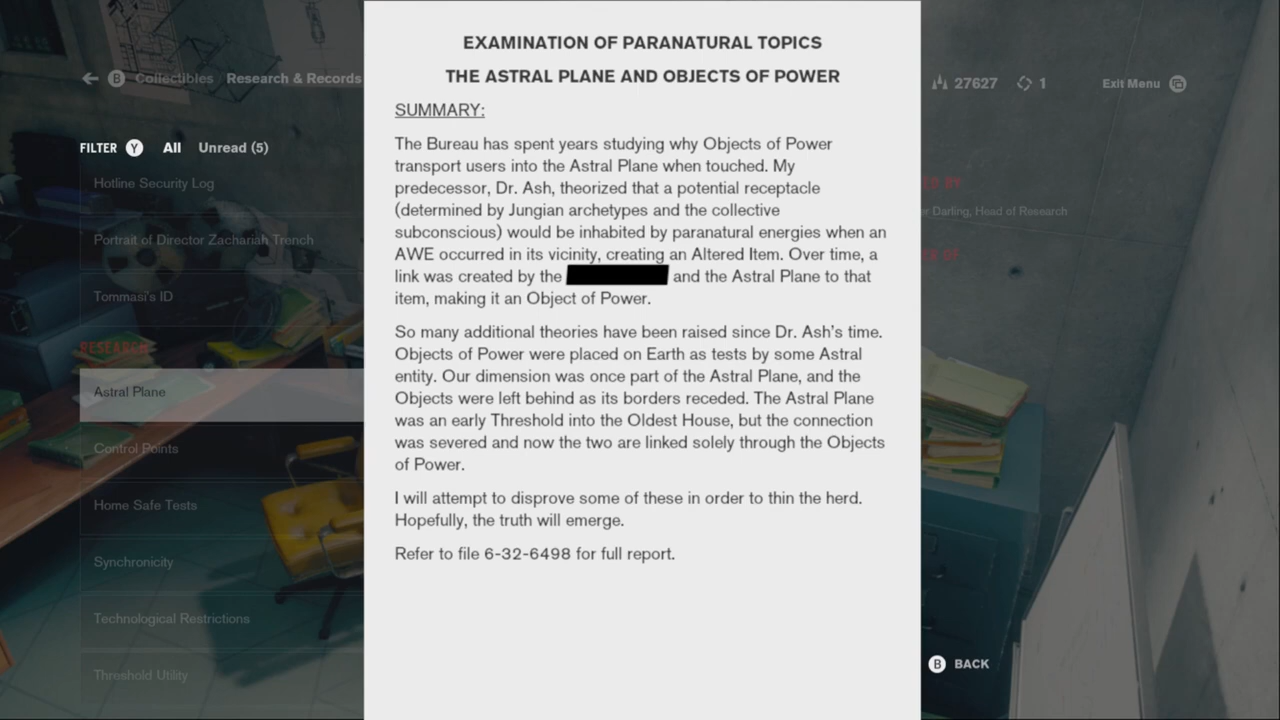 EXAMINATION OF PARANATURAL TOPICS
THE ASTRAL PLANE AND OBJECTS OF POWER
SUMMARY:
The Bureau has spent years studying why Objects of Power
transport users into the Astral Plane when touched. My
predecessor, Dr. Ash, theorized that a potential receptacle
(determined by Jungian archetypes and the collective
subconscious) would be inhabited by paranatural energies when an
AWE occurred in its vicinity, creating an Altered Item. Over time, a
link was created by the and the Astral Plane to that
item, making it an Object of Power.
So many additional theories have been raised since Dr. Ash's time.
Objects of Power were placed on Earth as tests by some Astral
entity. Our dimension was once part of the Astral Plane, and the
Objects were left behind as its borders receded. The Astral Plane
was an early Threshold into the Oldest House, but the connection
was severed and now the two are linked solely through the Objects
of Power.
I will attempt to disprove some of these in order to thin the herd.
Hopefully, the truth will emerge.
Refer to file 6-32-6498 for full report.
B Collectibles Research & Records
FILTER Y All Unread (5)
Hotline Security Log
Portrait of Director Zachariah Trench
Tommasi's ID
RESEARCH
Astral Plane
Control Points
Home Safe Tests
Synchronicity
Technological Restrictions
Threshold Utility
27627 1 Exit Menu
BY
Darling, Head of Research
OF
B BACK